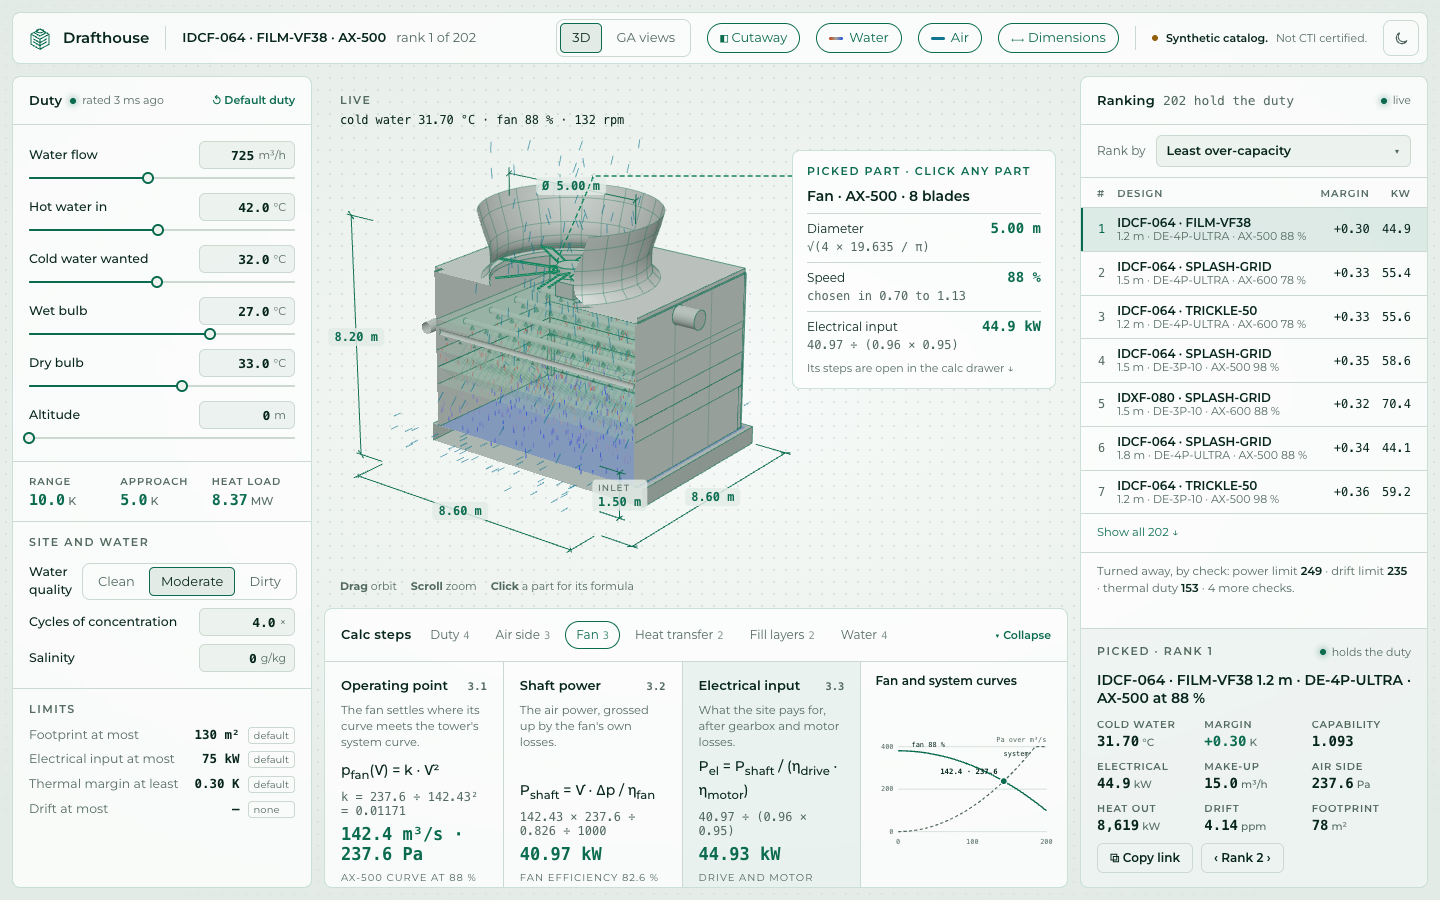 Drafthouse
IDCF-064 · FILM-VF38 · AX-500 rank 1 of 202
3D GA views Cutaway Water Air Dimensions
Synthetic catalog. Not CTI certified.
Duty rated 3 ms ago Default duty
Water flow 725 m³/h
Hot water in 42.0 °C
Cold water wanted 32.0 °C
Wet bulb 27.0 °C
Dry bulb 33.0 °C
Altitude 0 m
RANGE APPROACH HEAT LOAD
10.0 K 5.0 K 8.37 MW
SITE AND WATER
Water quality Clean Moderate Dirty
Cycles of concentration 4.0 ×
Salinity 0 g/kg
LIMITS
Footprint at most 130 m² default
Electrical input at most 75 kW default
Thermal margin at least 0.30 K default
Drift at most – none
LIVE
cold water 31.70 °C · fan 88 % · 132 rpm
Ø 5.00 m
8.20 m
8.60 m
INLET
1.50 m
8.60 m
PICKED PART · CLICK ANY PART
Fan · AX-500 · 8 blades
Diameter 5.00 m
√(4 × 19.635 / π)
Speed 88 %
chosen in 0.70 to 1.13
Electrical input 44.9 kW
40.97 ÷ (0.96 × 0.95)
Its steps are open in the calc drawer ↓
Drag orbit Scroll zoom Click a part for its formula
Calc steps Duty 4 Air side 3 Fan 3 Heat transfer 2 Fill layers 2 Water 4 Collapse
Operating point 3.1
The fan settles where its
curve meets the tower's
system curve.
pfan(V) = k · V²
k = 237.6 ÷ 142.43²
= 0.01171
142.4 m³/s ·
237.6 Pa
AX-500 CURVE AT 88 %
Shaft power 3.2
The air power, grossed
up by the fan's own
losses.
Pshaft = V · Δp / ηfan
142.43 × 237.6 ÷
0.826 ÷ 1000
40.97 kW
FAN EFFICIENCY 82.6 %
Electrical input 3.3
What the site pays for,
after gearbox and motor
losses.
Pel = Pshaft / (ηdrive ·
ηmotor)
40.97 ÷ (0.96 ×
0.95)
44.93 kW
DRIVE AND MOTOR
Fan and system curves
Pa over m³/s
400 fan 88 %
system
142.4 · 237.6
200
0
0 100 200
Ranking 202 hold the duty live
Rank by Least over-capacity
# DESIGN MARGIN KW
1 IDCF-064 · FILM-VF38 +0.30 44.9
1.2 m · DE-4P-ULTRA · AX-500 88 %
2 IDCF-064 · SPLASH-GRID +0.33 55.4
1.5 m · DE-4P-ULTRA · AX-600 78 %
3 IDCF-064 · TRICKLE-50 +0.33 55.6
1.2 m · DE-4P-ULTRA · AX-600 78 %
4 IDCF-064 · SPLASH-GRID +0.35 58.6
1.5 m · DE-3P-10 · AX-500 98 %
5 IDXF-080 · SPLASH-GRID +0.32 70.4
1.5 m · DE-3P-10 · AX-600 88 %
6 IDCF-064 · SPLASH-GRID +0.34 44.1
1.8 m · DE-4P-ULTRA · AX-500 88 %
7 IDCF-064 · TRICKLE-50 +0.36 59.2
1.2 m · DE-3P-10 · AX-500 98 %
Show all 202 ↓
Turned away, by check: power limit 249 · drift limit 235
· thermal duty 153 · 4 more checks.
PICKED · RANK 1 holds the duty
IDCF-064 · FILM-VF38 1.2 m · DE-4P-ULTRA ·
AX-500 at 88 %
COLD WATER MARGIN CAPABILITY
31.70 °C +0.30 K 1.093
ELECTRICAL MAKE-UP AIR SIDE
44.9 kW 15.0 m³/h 237.6 Pa
HEAT OUT DRIFT FOOTPRINT
8,619 kW 4.14 ppm 78 m²
Copy link ‹ Rank 2 ›